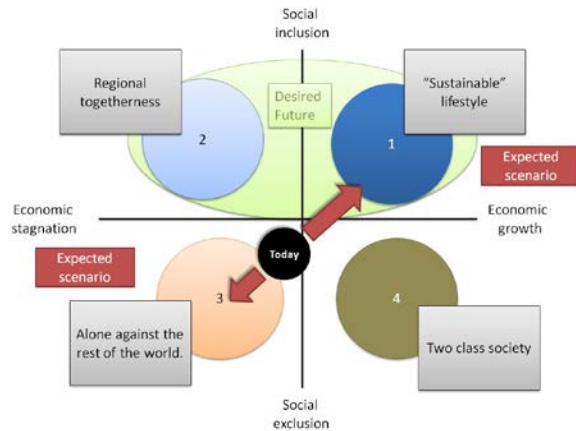 Social
inclusion
Regional
togetherness
Desired
Future
"Sustainable"
lifestyle
2
1
Expected
scenario
Economic
stagnation
Economic
growth
Today
Expected
scenario
3
4
Alone against the
rest of the world.
Two class
society
Social
exclusion